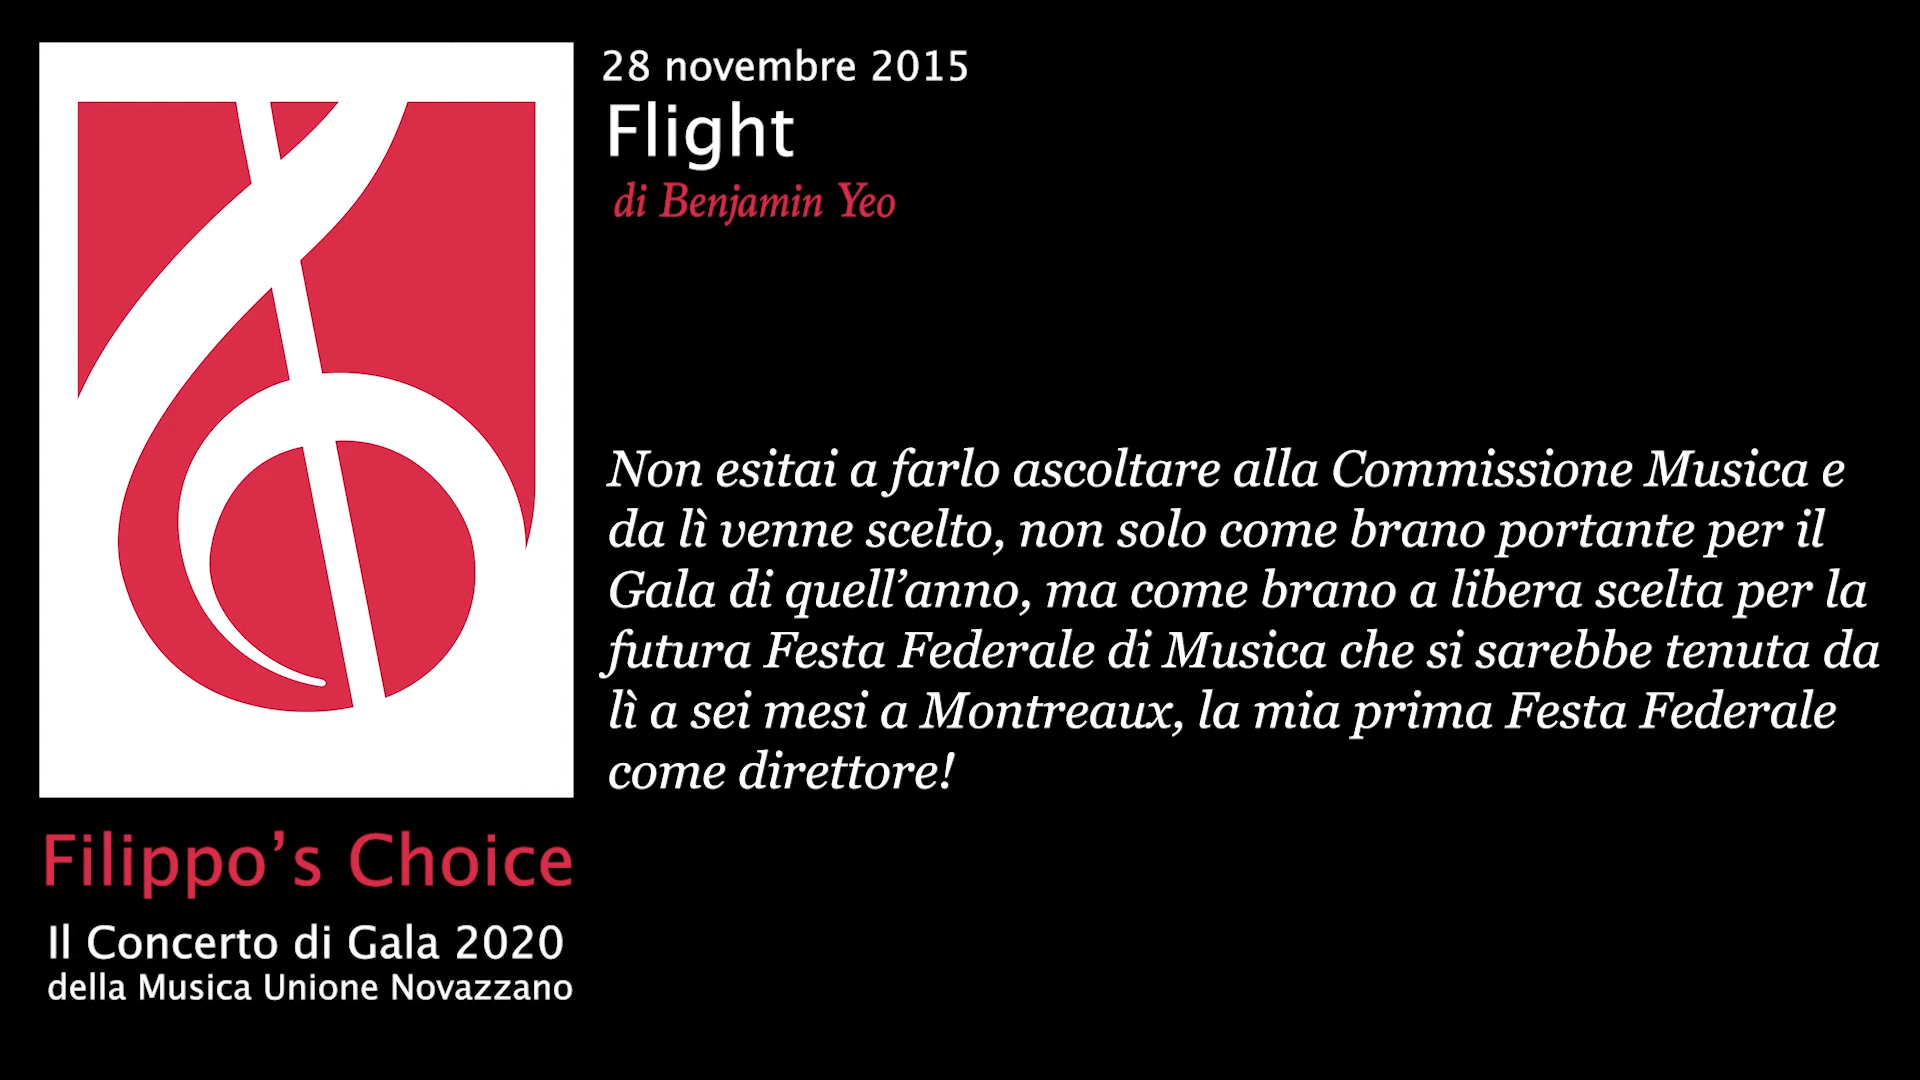 28 novembre 2015
Flight
di Benjamin Yeo
Non esitai a farlo ascoltare alla Commissione Musica e
da lì venne scelto, non solo come brano portante per il
Gala di quell’anno, ma come brano a libera scelta per la
futura Festa Federale di Musica che si sarebbe tenuta da
lì a sei mesi a Montreaux, la mia prima Festa Federale
come direttore!
Filippo’s Choice
Il Concerto di Gala 2020
della Musica Unione Novazzano